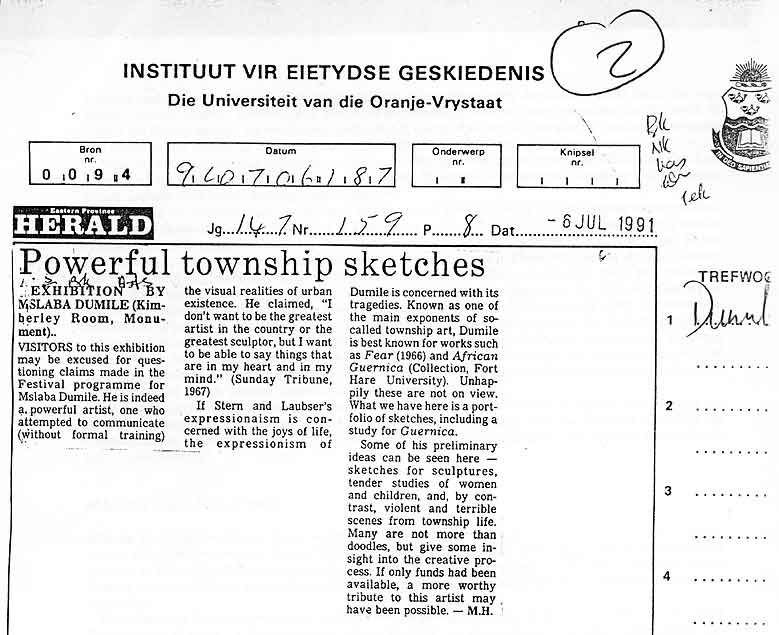 2
INSTITUUT VIR EIETYDSE GESKIEDENIS
Die Universiteit van die Oranje-Vrystaat
Bron
nr.
0 0 9 4
Datum
Onderwerp
nr.
Knipsel
nr.
Eastern Province
HERALD
Jg...147 Nr...159...P...8 Dat -6 JUL 1991
Powerful township sketches
EXHIBITION BY
MSLABA DUMILE (Kim-
berley Room, Monu-
ment)..
VISITORS to this exhibition
may be excused for ques-
tioning claims made in the
Festival programme for
Mslaba Dumile. He is indeed
a powerful artist, one who
attempted to communicate
(without formal training)
the visual realities of urban
existence. He claimed, “I
don't want to be the greatest
artist in the country or the
greatest sculptor, but I want
to be able to say things that
are in my heart and in my
mind.” (Sunday Tribune,
1967)
If Stern and Laubser's
expressionaism is con-
cerned with the joys of life,
the expressionism of
Dumile is concerned with its
tragedies. Known as one of
the main exponents of so-
called township art, Dumile
is best known for works such
as Fear (1966) and African
Guernica (Collection, Fort
Hare University). Unhap-
pily these are not on view.
What we have here is a port-
folio of sketches, including a
study for Guernica.
Some of his preliminary
ideas can be seen here —
sketches for sculptures,
tender studies of women
and children, and, by con-
trast, violent and terrible
scenes from township life.
Many are not more than
doodles, but give some in-
sight into the creative pro-
cess. If only funds had been
available, a more worthy
tribute to this artist may
have been possible. — M.H.
TREFWOO
1
2
3
4